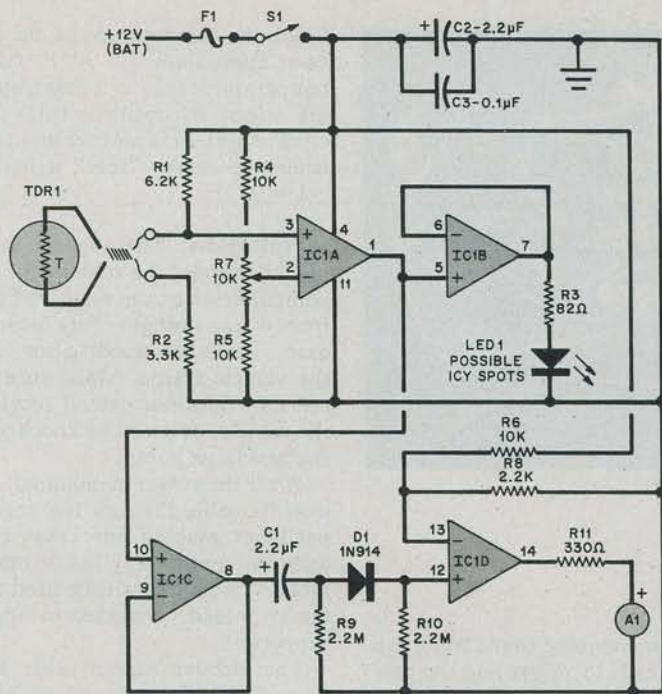 +12V
(BAT)
F1
S1
+
C2-2.2µF
C3-0.1µF
TDR1
T
R1
6.2K
R4
10K
R7
10K
R2
3.3K
R5
10K
3
+
2
-
4
11
IC1A
1
6
-
5
+
IC1B
7
R3
82Ω
LED1
POSSIBLE
ICY SPOTS
R6
10K
R8
2.2K
10
+
9
-
IC1C
8
C1
2.2µF
+
D1
1N914
R9
2.2M
R10
2.2M
13
-
12
+
IC1D
14
R11
330Ω
+
A1